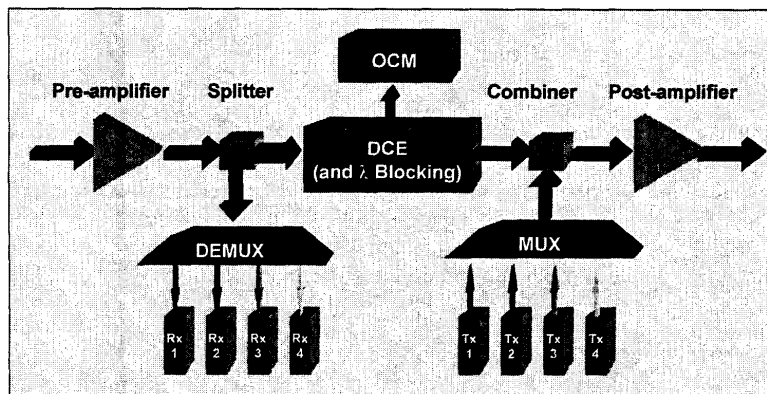 OCM
Pre-amplifier Splitter Combiner Post-amplifier
DCE
(and λ Blocking)
DEMUX MUX
Rx
1
Rx
2
Rx
3
Rx
4
Tx
1
Tx
2
Tx
3
Tx
4